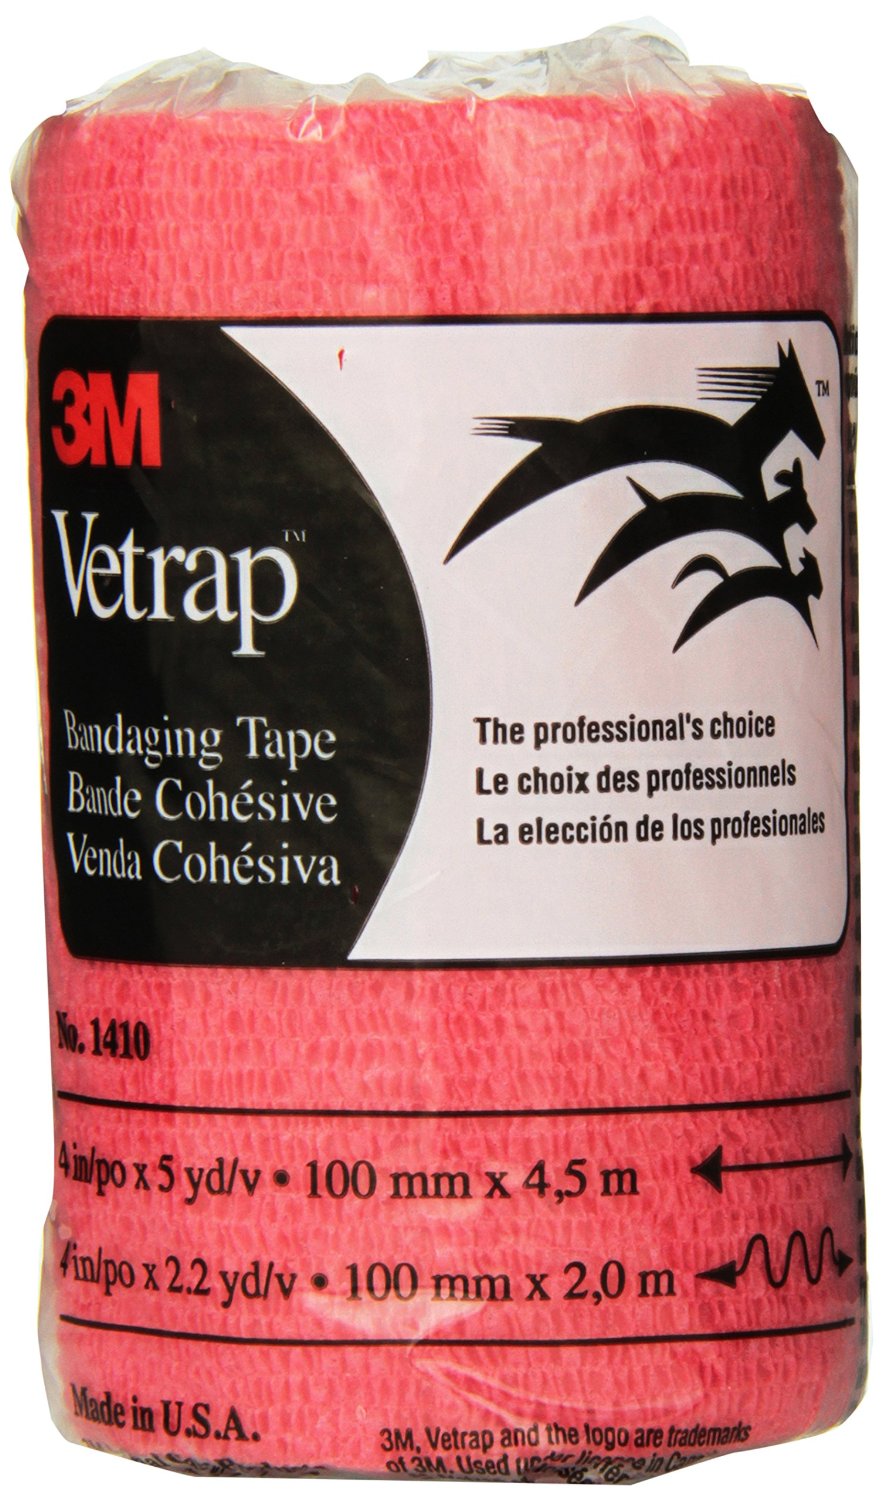 3M
Vetrap™
™
Bandaging Tape
Bande Cohésive
Venda Cohésiva
The professional's choice
Le choix des professionnels
La elección de los profesionales
No. 1410
4 in/po x 5 yd/v • 100 mm x 4,5 m
4 in/po x 2.2 yd/v • 100 mm x 2,0 m
Made in U.S.A.
3M, Vetrap and the logo are trademarks
of 3M. Used